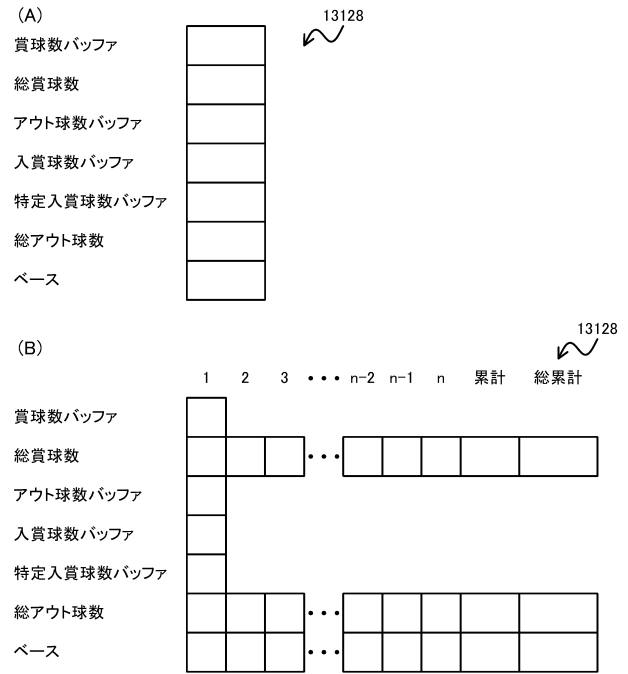 (A)
13128
賞球数バッファ
総賞球数
アウト球数バッファ
入賞球数バッファ
特定入賞球数バッファ
総アウト球数
ベース
(B)
13128
1 2 3 ・・・ n-2 n-1 n 累計 総累計
賞球数バッファ
総賞球数 ・・・
アウト球数バッファ
入賞球数バッファ
特定入賞球数バッファ
総アウト球数 ・・・
ベース ・・・